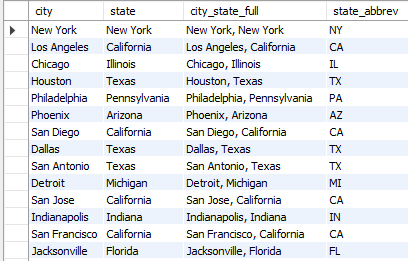 city state city_state_full state_abbrev
New York New York New York, New York NY
Los Angeles California Los Angeles, California CA
Chicago Illinois Chicago, Illinois IL
Houston Texas Houston, Texas TX
Philadelphia Pennsylvania Philadelphia, Pennsylvania PA
Phoenix Arizona Phoenix, Arizona AZ
San Diego California San Diego, California CA
Dallas Texas Dallas, Texas TX
San Antonio Texas San Antonio, Texas TX
Detroit Michigan Detroit, Michigan MI
San Jose California San Jose, California CA
Indianapolis Indiana Indianapolis, Indiana IN
San Francisco California San Francisco, California CA
Jacksonville Florida Jacksonville, Florida FL